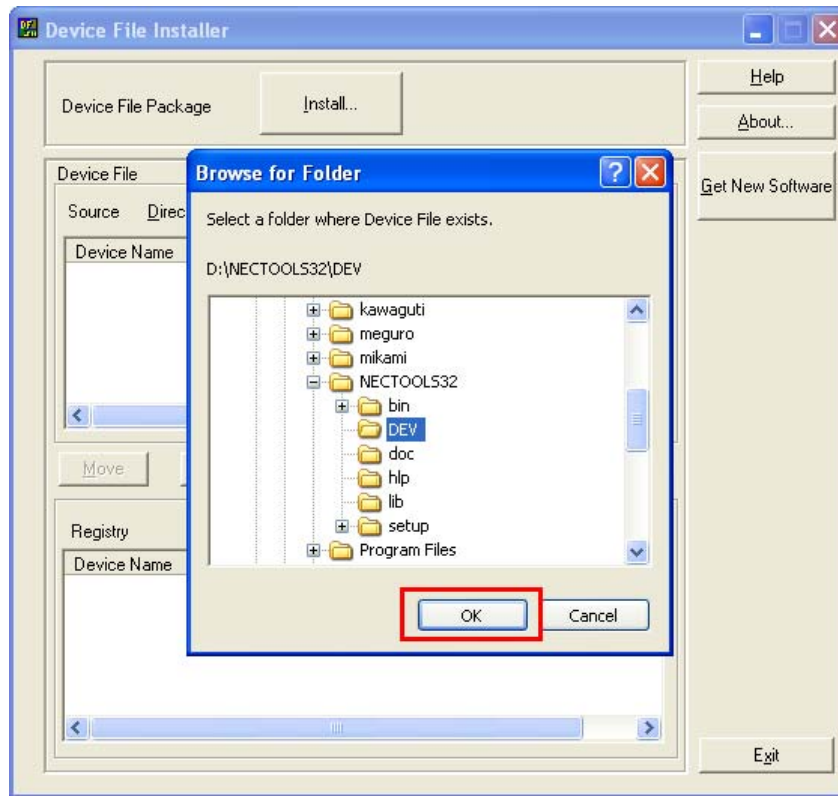 Device File Installer
Device File Package
Install...
Help
About...
Get New Software
Device File
Source Direc
Device Name
Browse for Folder
Select a folder where Device File exists.
D:\NECTOOLS32\DEV
kawaguti
meguro
mikami
NECTOOLS32
bin
DEV
doc
hlp
lib
setup
Program Files
OK Cancel
Move
Registry
Device Name
Exit